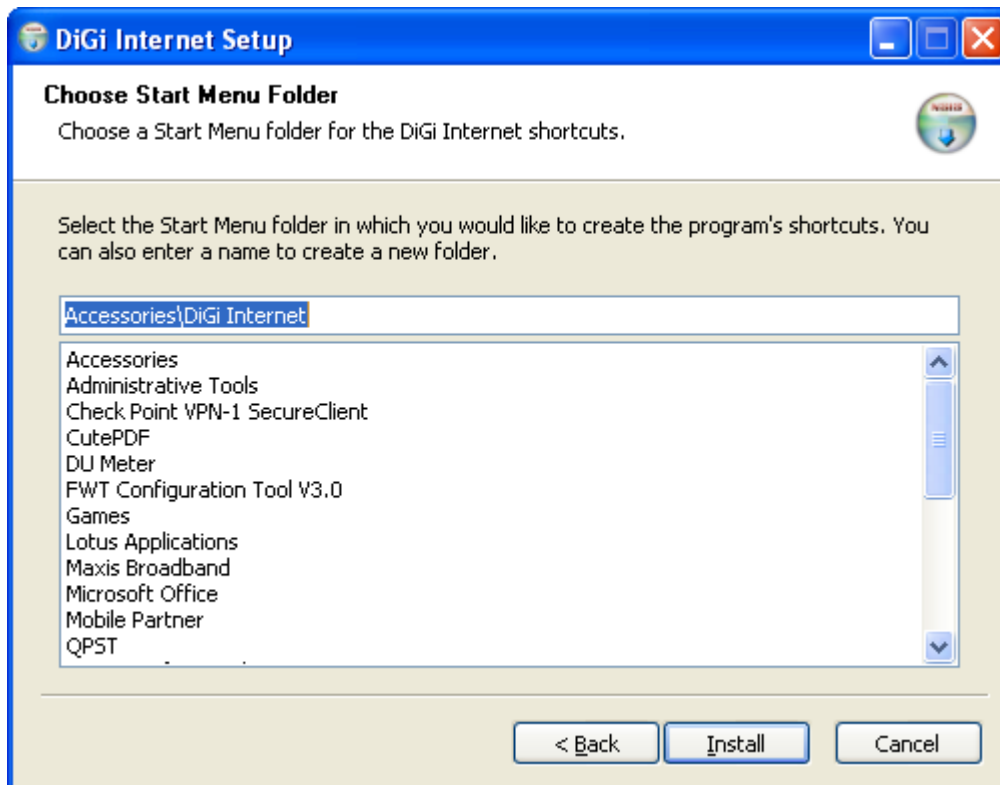 DiGi Internet Setup
Choose Start Menu Folder
Choose a Start Menu folder for the DiGi Internet shortcuts.
Select the Start Menu folder in which you would like to create the program's shortcuts. You
can also enter a name to create a new folder.
Accessories\DiGi Internet
Accessories
Administrative Tools
Check Point VPN-1 SecureClient
CutePDF
DU Meter
FWT Configuration Tool V3.0
Games
Lotus Applications
Maxis Broadband
Microsoft Office
Mobile Partner
QPST
< Back
Install
Cancel